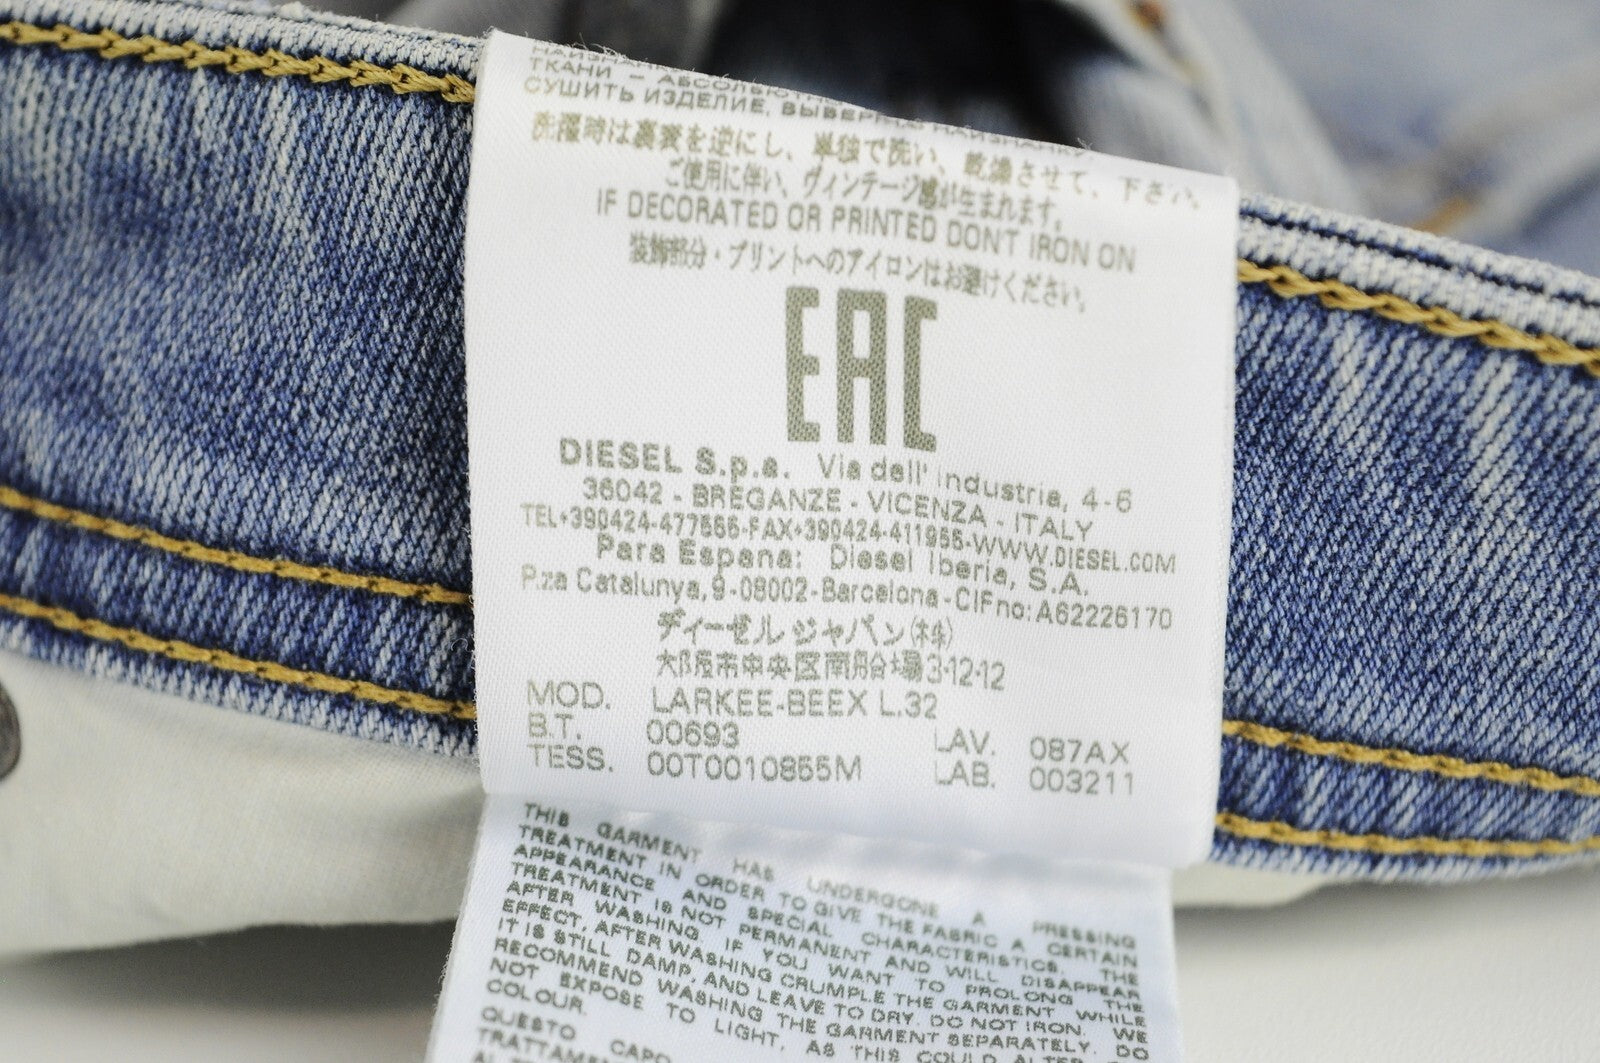 ТКАНИ -
СУШИТЬ ИЗДЕЛИЕ,
洗濯時は裏表を逆にし、単独で洗い、乾燥させて、下さい。
ご使用に伴い、ヴィンテージ感が生まれます。
IF DECORATED OR PRINTED DONT IRON ON
装飾部分・プリントへのアイロンはお避けください。
EAC
DIESEL S.p.a. Via dell' Industria, 4-6
36042 - BREGANZE - VICENZA - ITALY
TEL+390424-477555-FAX+390424-411955-WWW.DIESEL.COM
Para Espana: Diesel Iberia, S.A.
P.za Catalunya,9-08002-Barcelona-CIFno:A62226170
ディーゼルジャパン(株)
大阪市中央区南船場3-12-12
MOD. LARKEE-BEEX L.32
B.T. 00693 LAV. 087AX
TESS. 00T0010855M LAB. 003211
THIS GARMENT HAS UNDERGONE A PRESSING
TREATMENT IN ORDER TO GIVE THE FABRIC A CERTAIN
APPEARANCE AND SPECIAL CHARACTERISTICS. THE
TREATMENT IS NOT PERMANENT AND WILL DISAPPEAR
AFTER WASHING. IF YOU WANT TO PROLONG THE
EFFECT, AFTER WASHING CRUMPLE THE GARMENT WHILE
IT IS STILL DAMP, AND LEAVE TO DRY. DO NOT IRON. WE
RECOMMEND WASHING THE GARMENT SEPARATELY. DO
NOT EXPOSE TO LIGHT, AS THIS COULD ALTER
COLOUR.
QUESTO CAPO